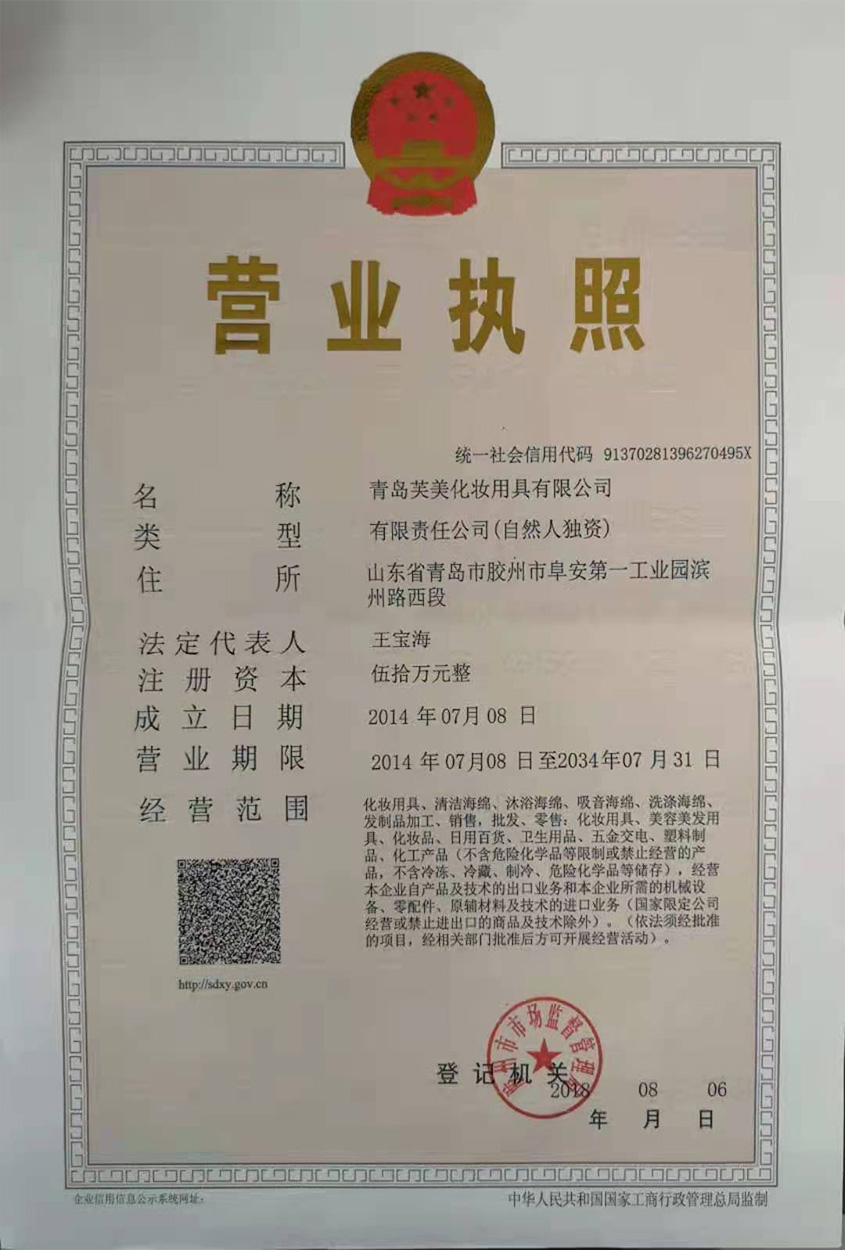 营业执照
统一社会信用代码 91370281396270495X
名称 青岛芙美化妆用具有限公司
类型 有限责任公司(自然人独资)
住所 山东省青岛市胶州市阜安第一工业园滨
州路西段
法定代表人 王宝海
注册资本 伍拾万元整
成立日期 2014年07月08日
营业期限 2014年07月08日至2034年07月31日
经营范围 化妆用具、清洁海绵、沐浴海绵、吸音海绵、洗涤海绵、
发制品加工、销售，批发、零售：化妆用具、美容美发用
具、化妆品、日用百货、卫生用品、五金交电、塑料制
品、化工产品（不含危险化学品等限制或禁止经营的产
品，不含冷冻、冷藏、制冷、危险化学品等储存），经营
本企业自产品及技术的出口业务和本企业所需的机械设
备、零配件、原辅材料及技术的进口业务（国家限定公司
经营或禁止进出口的商品及技术除外）。（依法须经批准
的项目，经相关部门批准后方可开展经营活动）。
http://sdxy.gov.cn
胶州市市场监督管理局
登记机关
2018 08 06
年月日
企业信用信息公示系统网址：
中华人民共和国国家工商行政管理总局监制